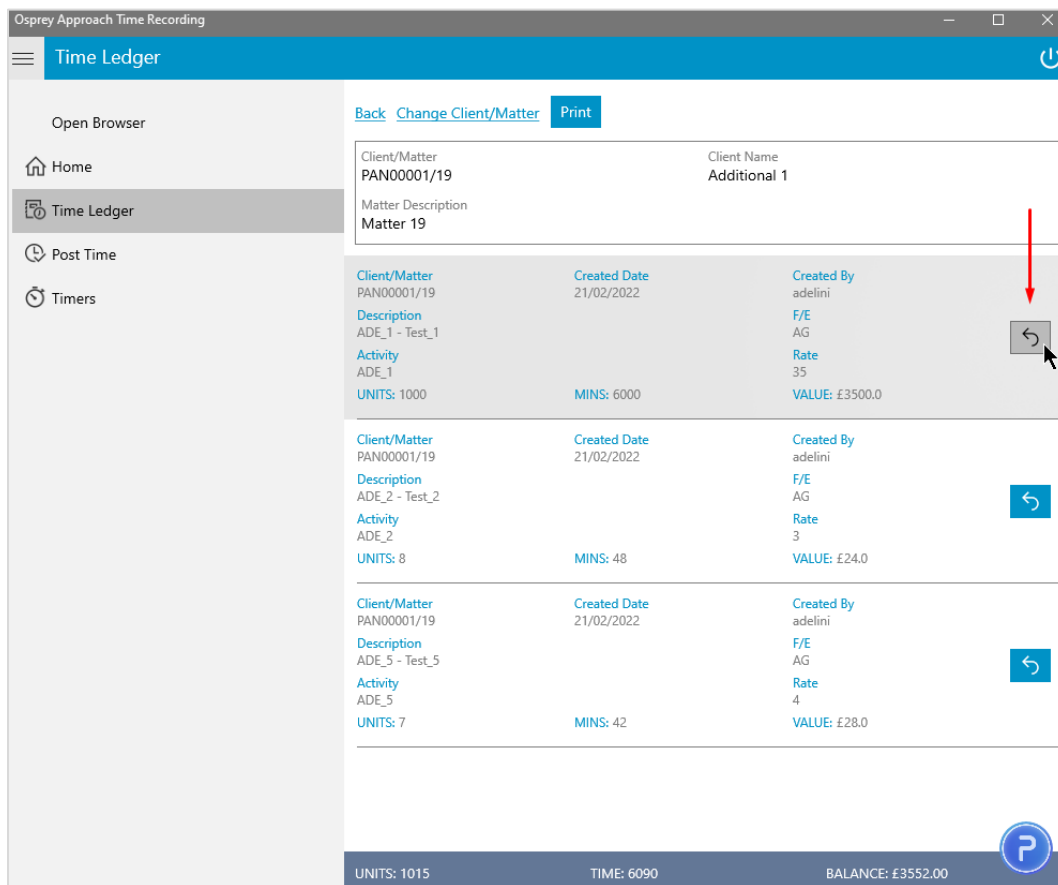 Osprey Approach Time Recording
Time Ledger
Open Browser
Home
Time Ledger
Post Time
Timers
Back Change Client/Matter Print
Client/Matter Client Name
PAN00001/19 Additional 1
Matter Description
Matter 19
Client/Matter Created Date Created By
PAN00001/19 21/02/2022 adelini
Description F/E
ADE_1 - Test_1 AG
Activity Rate
ADE_1 35
UNITS: 1000 MINS: 6000 VALUE: £3500.0
Client/Matter Created Date Created By
PAN00001/19 21/02/2022 adelini
Description F/E
ADE_2 - Test_2 AG
Activity Rate
ADE_2 3
UNITS: 8 MINS: 48 VALUE: £24.0
Client/Matter Created Date Created By
PAN00001/19 21/02/2022 adelini
Description F/E
ADE_5 - Test_5 AG
Activity Rate
ADE_5 4
UNITS: 7 MINS: 42 VALUE: £28.0
UNITS: 1015 TIME: 6090 BALANCE: £3552.00